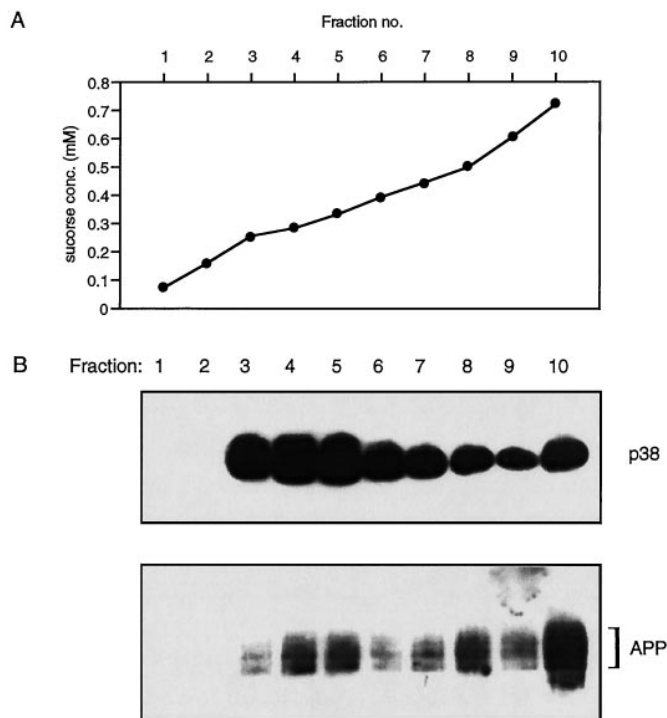 A
Fraction no.
1 2 3 4 5 6 7 8 9 10
0.8
0.7
0.6
0.5
0.4
0.3
0.2
0.1
0
sucorse conc. (mM)
B Fraction: 1 2 3 4 5 6 7 8 9 10
p38
APP